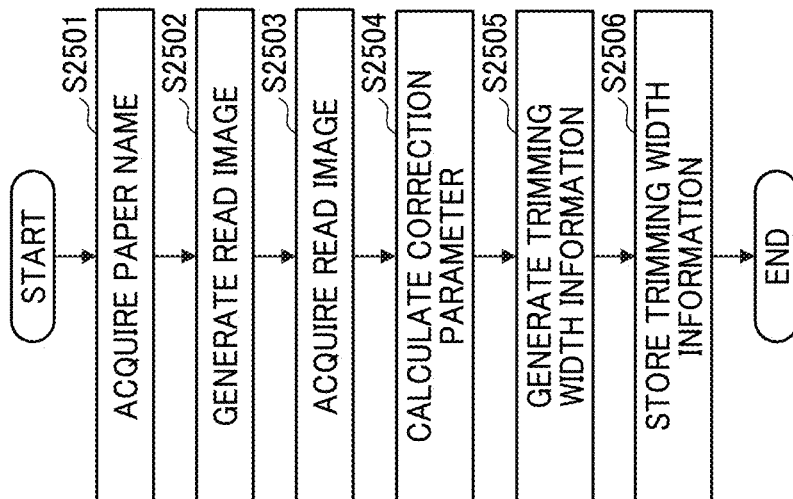 START
S2501
ACQUIRE PAPER NAME
S2502
GENERATE READ IMAGE
S2503
ACQUIRE READ IMAGE
S2504
CALCULATE CORRECTION
PARAMETER
S2505
GENERATE TRIMMING
WIDTH INFORMATION
S2506
STORE TRIMMING WIDTH
INFORMATION
END